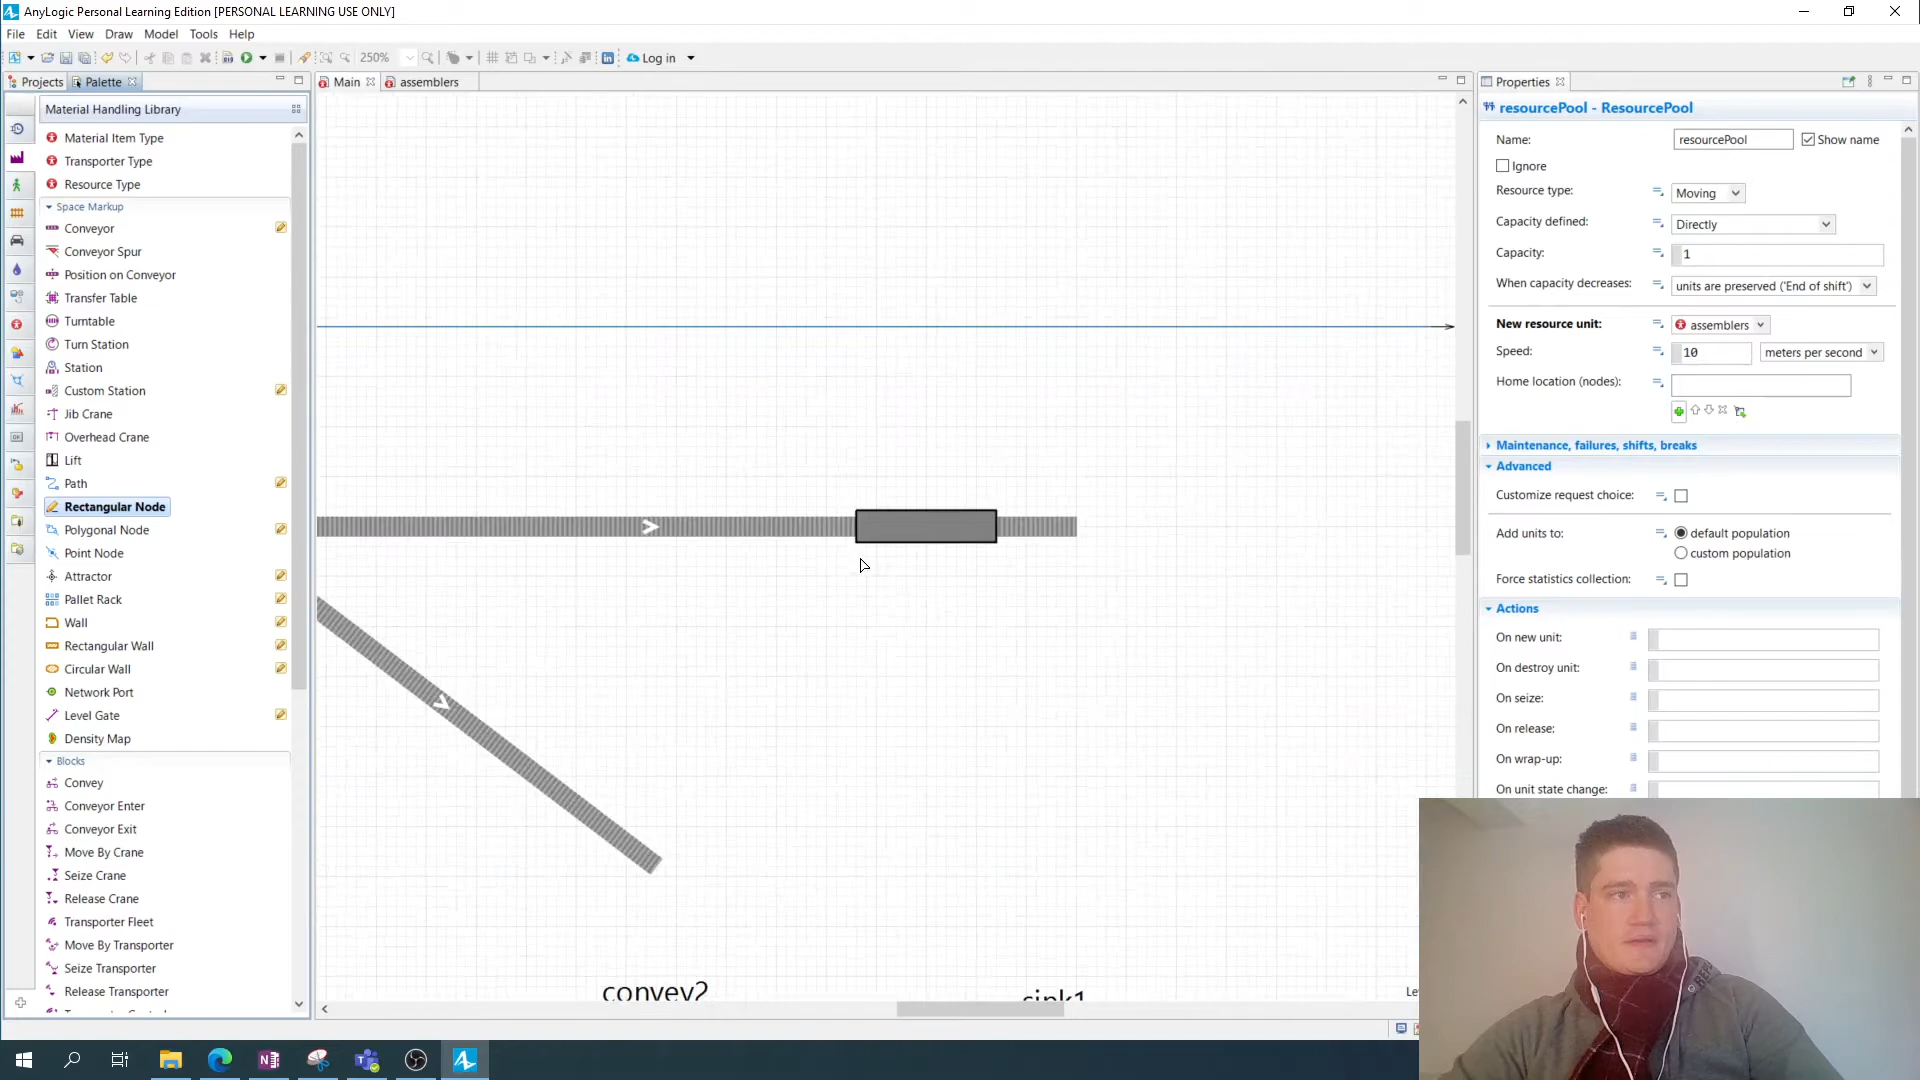 AnyLogic Personal Learning Edition [PERSONAL LEARNING USE ONLY]
File Edit View Draw Model Tools Help
250% Log in
Projects Palette Main assemblers Properties
Material Handling Library
Material Item Type
Transporter Type
Resource Type
Space Markup
Conveyor
Conveyor Spur
Position on Conveyor
Transfer Table
Turntable
Turn Station
Station
Custom Station
Jib Crane
Overhead Crane
Lift
Path
Rectangular Node
Polygonal Node
Point Node
Attractor
Pallet Rack
Wall
Rectangular Wall
Circular Wall
Network Port
Level Gate
Density Map
Blocks
Convey
Conveyor Enter
Conveyor Exit
Move By Crane
Seize Crane
Release Crane
Transporter Fleet
Move By Transporter
Seize Transporter
Release Transporter
convey2
sink1
resourcePool - ResourcePool
Name: resourcePool Show name
Ignore
Resource type: Moving
Capacity defined: Directly
Capacity: 1
When capacity decreases: units are preserved ('End of shift')
New resource unit: assemblers
Speed: 10 meters per second
Home location (nodes):
Maintenance, failures, shifts, breaks
Advanced
Customize request choice:
Add units to: default population
custom population
Force statistics collection:
Actions
On new unit:
On destroy unit:
On seize:
On release:
On wrap-up:
On unit state change: